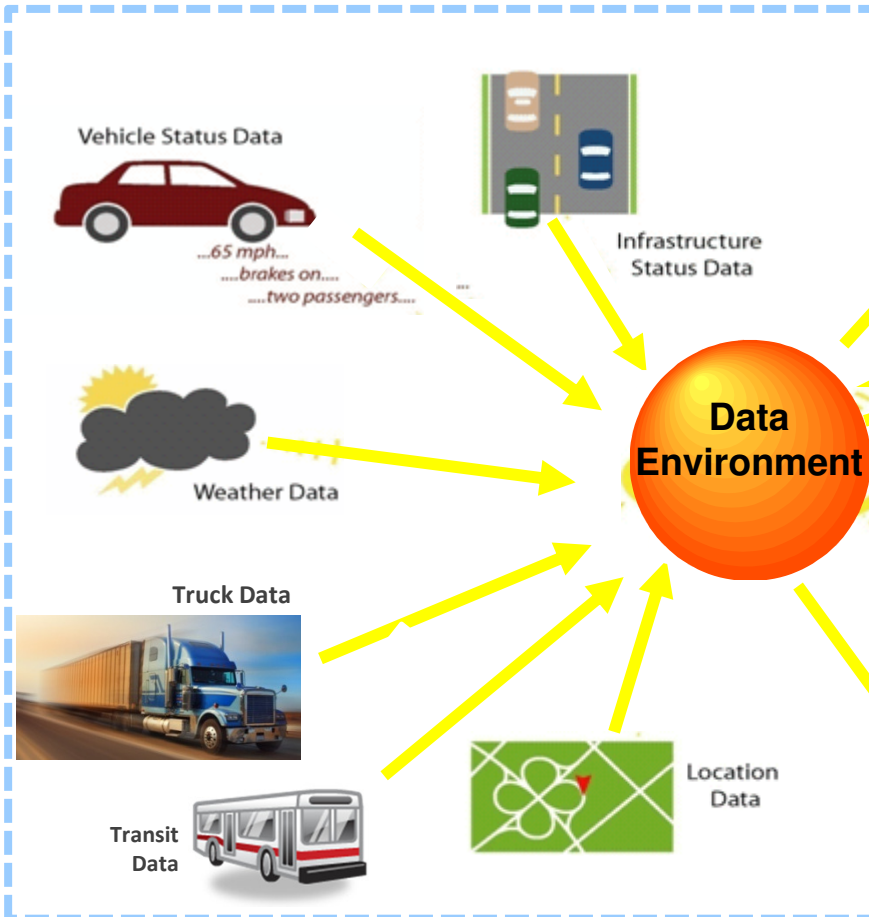 Vehicle Status Data
...65 mph...
....brakes on....
....two passengers....
...
Infrastructure
Status Data
Data
Environment
Weather Data
Truck Data
Transit
Data
Location
Data